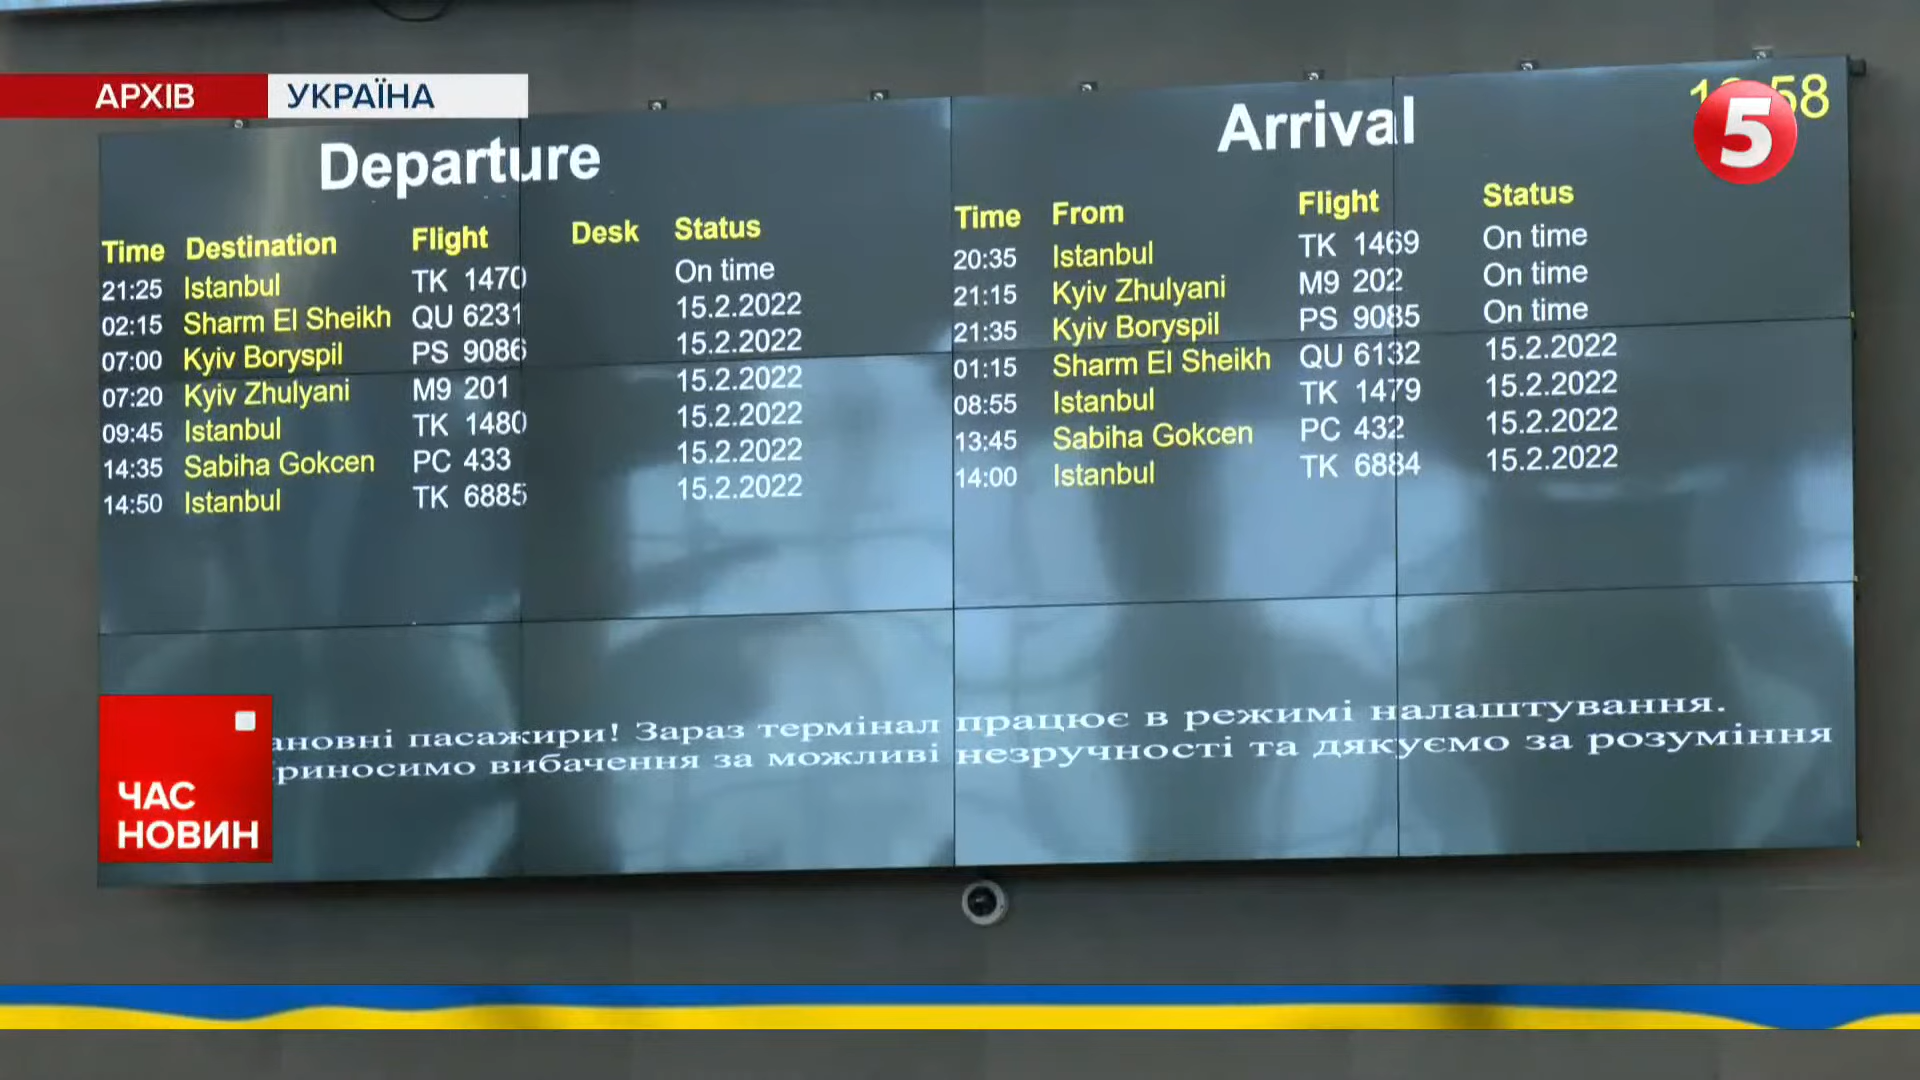 АРХІВ УКРАЇНА
58
5
Departure
Time Destination Flight Desk Status
21:25 Istanbul TK 1470 On time
02:15 Sharm El Sheikh QU 6231 15.2.2022
07:00 Kyiv Boryspil PS 9086 15.2.2022
07:20 Kyiv Zhulyani M9 201 15.2.2022
09:45 Istanbul TK 1480 15.2.2022
14:35 Sabiha Gokcen PC 433 15.2.2022
14:50 Istanbul TK 6885 15.2.2022
Arrival
Time From Flight Status
20:35 Istanbul TK 1469 On time
21:15 Kyiv Zhulyani M9 202 On time
21:35 Kyiv Boryspil PS 9085 On time
01:15 Sharm El Sheikh QU 6132 15.2.2022
08:55 Istanbul TK 1479 15.2.2022
13:45 Sabiha Gokcen PC 432 15.2.2022
14:00 Istanbul TK 6884 15.2.2022
ановні пасажири! Зараз термінал працює в режимі налаштування.
риносимо вибачення за можливі незручності та дякуємо за розуміння
ЧАС
НОВИН